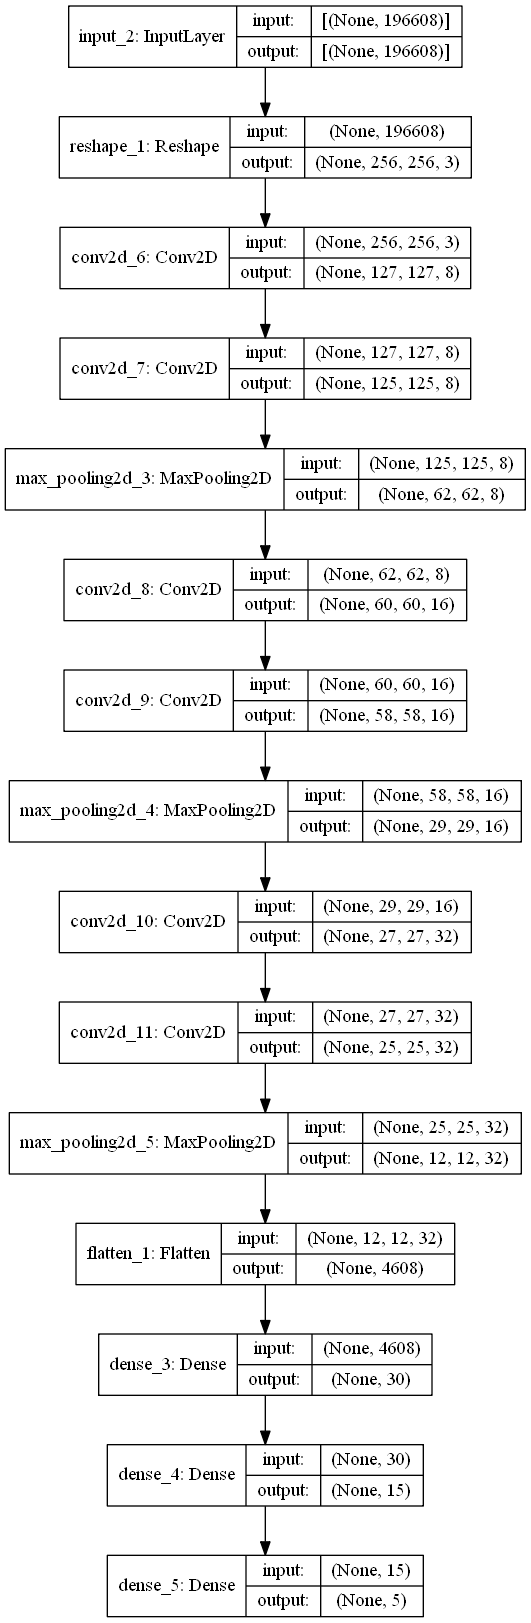 input_2: InputLayer
input: [(None, 196608)]
output: [(None, 196608)]
reshape_1: Reshape
input: (None, 196608)
output: (None, 256, 256, 3)
conv2d_6: Conv2D
input: (None, 256, 256, 3)
output: (None, 127, 127, 8)
conv2d_7: Conv2D
input: (None, 127, 127, 8)
output: (None, 125, 125, 8)
max_pooling2d_3: MaxPooling2D
input: (None, 125, 125, 8)
output: (None, 62, 62, 8)
conv2d_8: Conv2D
input: (None, 62, 62, 8)
output: (None, 60, 60, 16)
conv2d_9: Conv2D
input: (None, 60, 60, 16)
output: (None, 58, 58, 16)
max_pooling2d_4: MaxPooling2D
input: (None, 58, 58, 16)
output: (None, 29, 29, 16)
conv2d_10: Conv2D
input: (None, 29, 29, 16)
output: (None, 27, 27, 32)
conv2d_11: Conv2D
input: (None, 27, 27, 32)
output: (None, 25, 25, 32)
max_pooling2d_5: MaxPooling2D
input: (None, 25, 25, 32)
output: (None, 12, 12, 32)
flatten_1: Flatten
input: (None, 12, 12, 32)
output: (None, 4608)
dense_3: Dense
input: (None, 4608)
output: (None, 30)
dense_4: Dense
input: (None, 30)
output: (None, 15)
dense_5: Dense
input: (None, 15)
output: (None, 5)